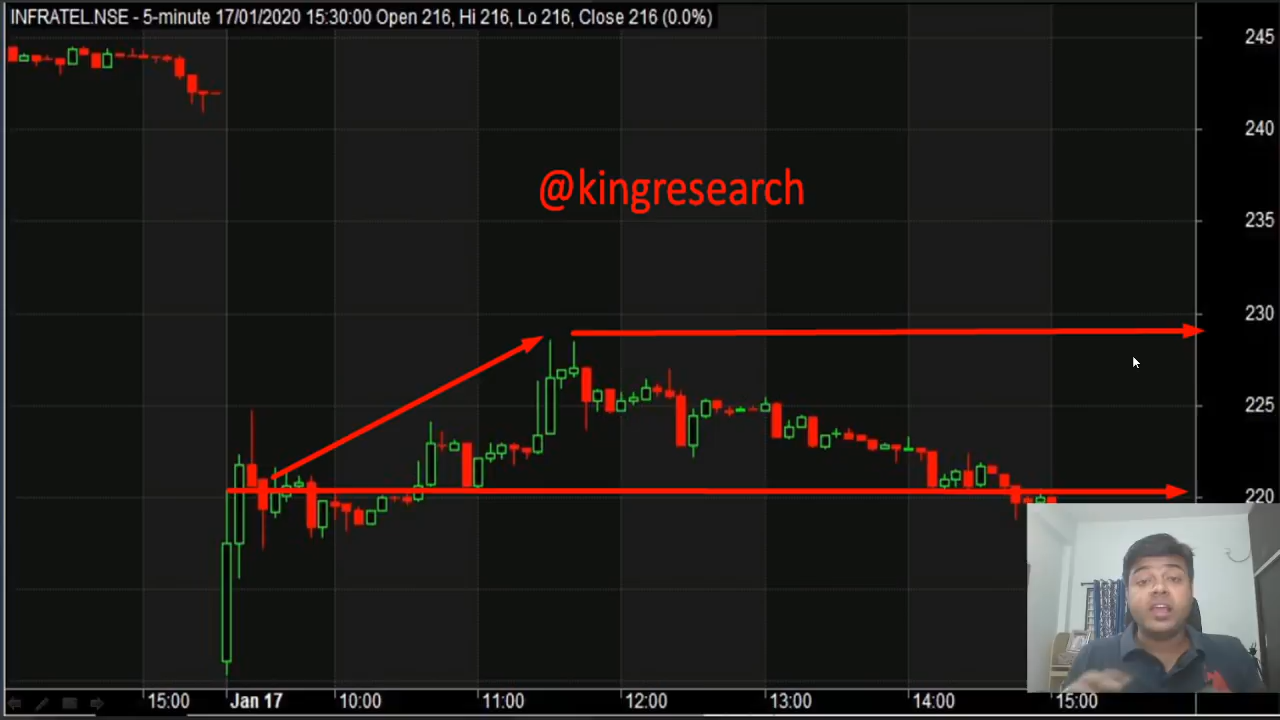 INFRATEL.NSE - 5-minute 17/01/2020 15:30:00 Open 216, Hi 216, Lo 216, Close 216 (0.0%)
245
240
@kingresearch
235
230
225
220
15:00 Jan 17 10:00 11:00 12:00 13:00 14:00 15:00